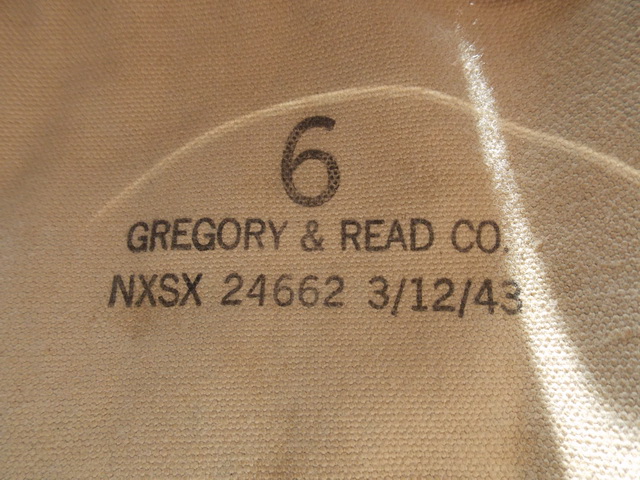 6
GREGORY & READ CO.
NXSX 24662 3/12/43